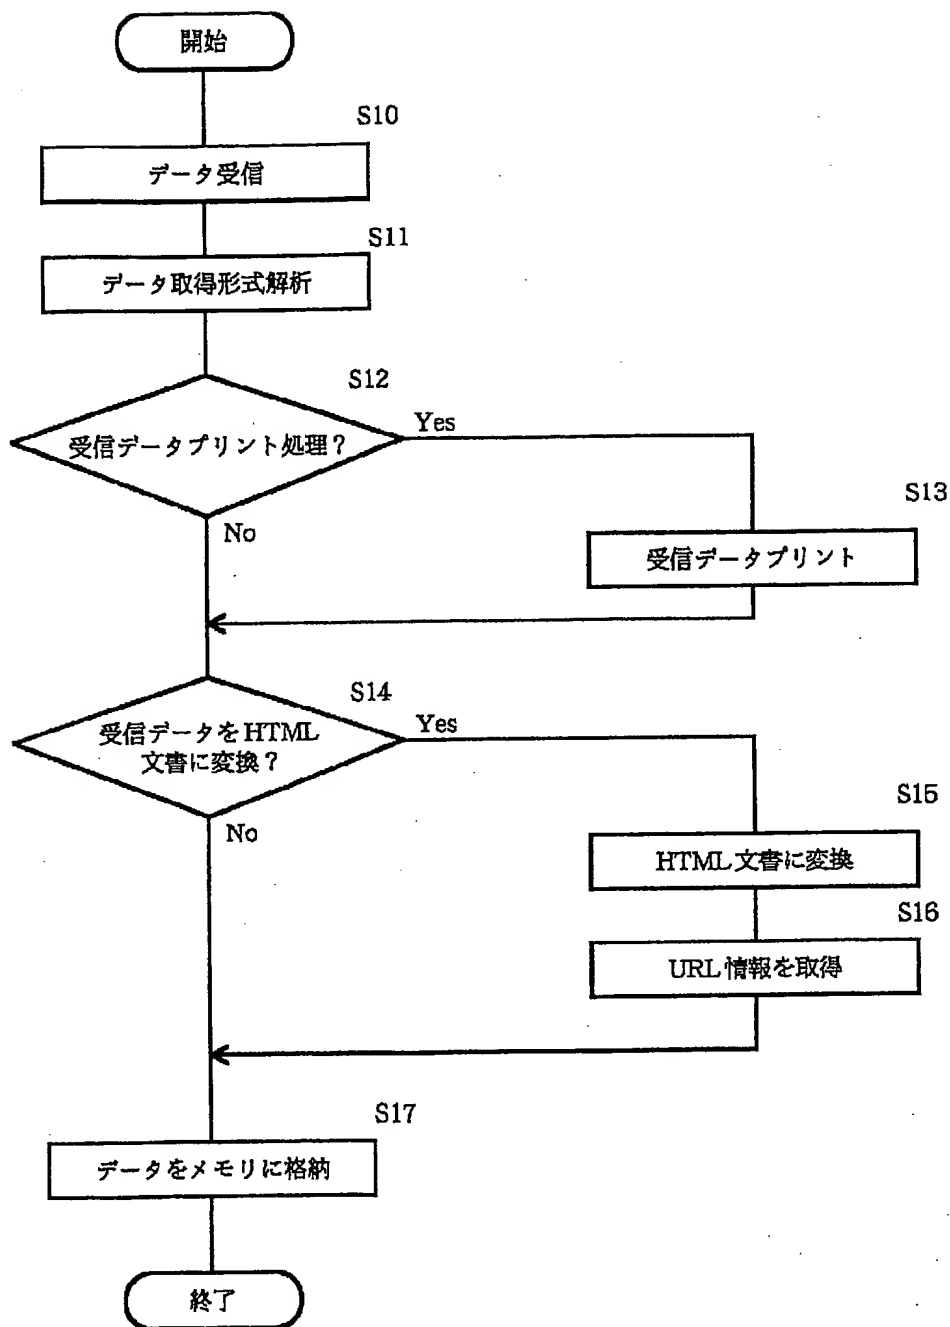 開始
S10
データ受信
S11
データ取得形式解析
S12
受信データプリント処理？
Yes
No
S13
受信データプリント
S14
受信データをHTML
文書に変換？
Yes
No
S15
HTML文書に変換
S16
URL情報を取得
S17
データをメモリに格納
終了